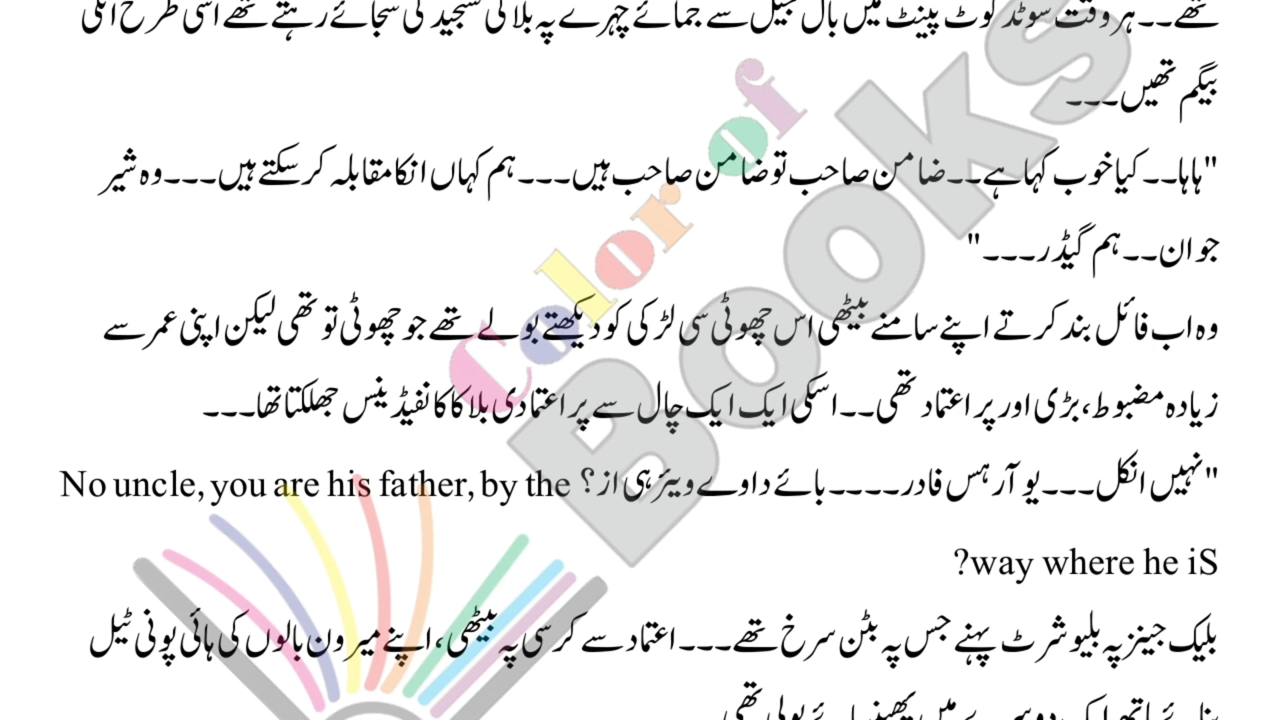 تھے۔۔ہر وقت سوٹڈ کوٹ پینٹ میں بال جیل سے جمائے چہرے پہ بلا کی سنجیدگی سجائے رہتے تھے اسی طرح انکی
بیگم تھیں۔۔۔
"ہاہا۔۔ کیا خوب کہا ہے۔۔ضامن صاحب تو ضامن صاحب ہیں۔۔۔ہم کہاں انکا مقابلہ کر سکتے ہیں۔۔۔وہ شیر
جوان۔۔ہم گیڈر۔۔۔"
وہ اب فائل بند کرتے اپنے سامنے بیٹھی اس چھوٹی سی لڑکی کو دیکھتے بولے تھے جو چھوٹی تو تھی لیکن اپنی عمر سے
زیادہ مضبوط،بڑی اور پر اعتماد تھی۔۔اسکی ایک ایک چال سے پر اعتمادی بلا کا کانفیڈینس جھلکتا تھا۔۔۔
"نہیں انکل۔۔۔یو آر ہس فادر۔۔۔۔بائے داوے ویئر ہی از؟ No uncle, you are his father, by the
way where he iS?
بلیک جینز پہ بلیو شرٹ پہنے جس پہ بٹن سرخ تھے۔۔۔اعتماد سے کرسی پہ بیٹھی،اپنے میرون بالوں کی ہائی پونی ٹیل
Color of
Books